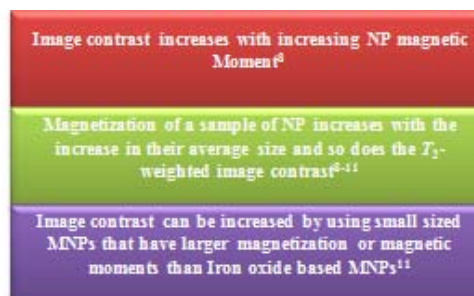 Image contrast increases with increasing NP magnetic
Moment⁸
Magnetization of a sample of NP increases with the
increase in their average size and so does the T₂-
weighted image contrast⁸⁻¹¹
Image contrast can be increased by using small sized
MNPs that have larger magnetization or magnetic
moments than Iron oxide based MNPs¹¹